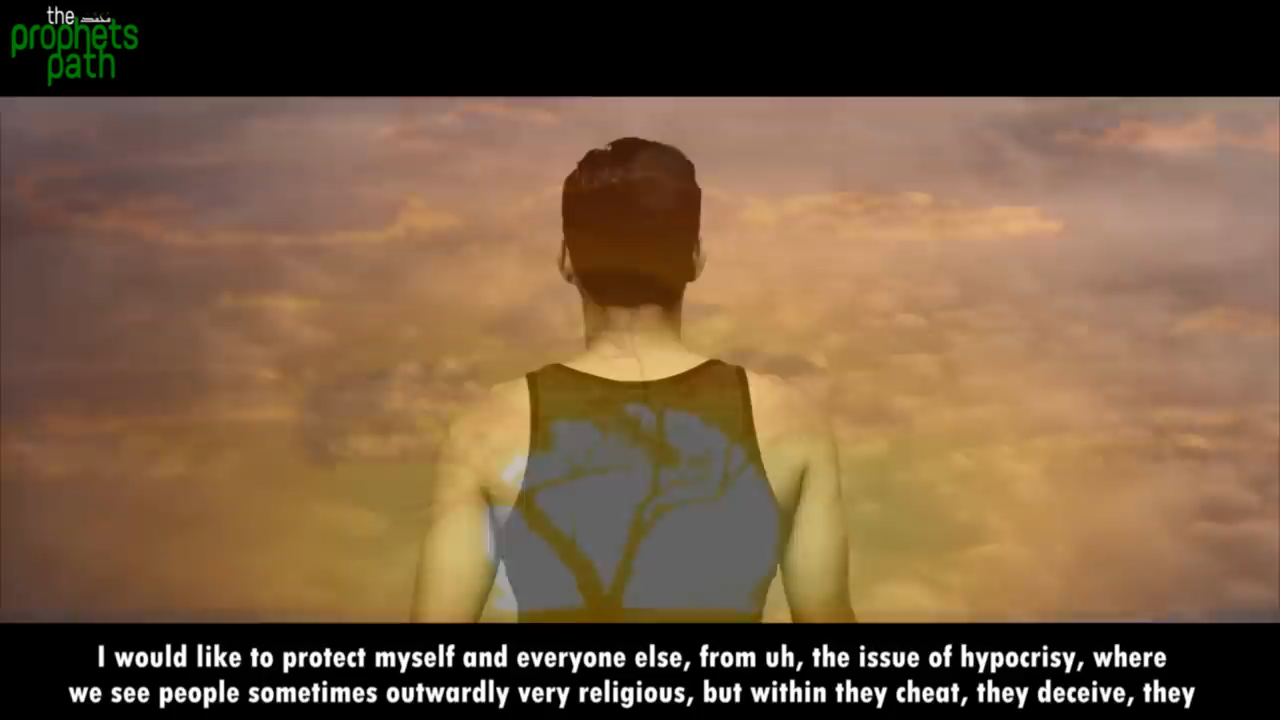 the
prophets
path
I would like to protect myself and everyone else, from uh, the issue of hypocrisy, where
we see people sometimes outwardly very religious, but within they cheat, they deceive, they